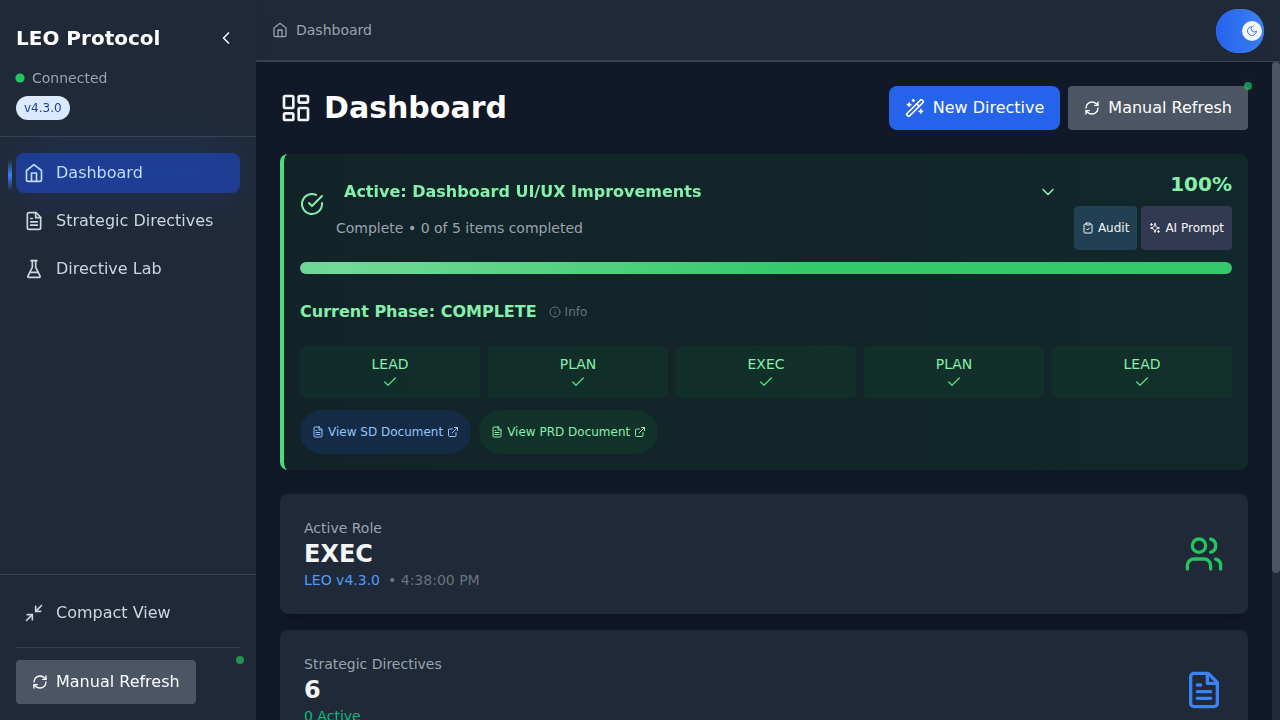 LEO Protocol
Connected
v4.3.0
Dashboard
Strategic Directives
Directive Lab
Compact View
Manual Refresh
Dashboard
Dashboard
New Directive
Manual Refresh
Active: Dashboard UI/UX Improvements
100%
Complete • 0 of 5 items completed
Audit
AI Prompt
Current Phase: COMPLETE
Info
LEAD
PLAN
EXEC
PLAN
LEAD
View SD Document
View PRD Document
Active Role
EXEC
LEO v4.3.0 • 4:38:00 PM
Strategic Directives
6
0 Active